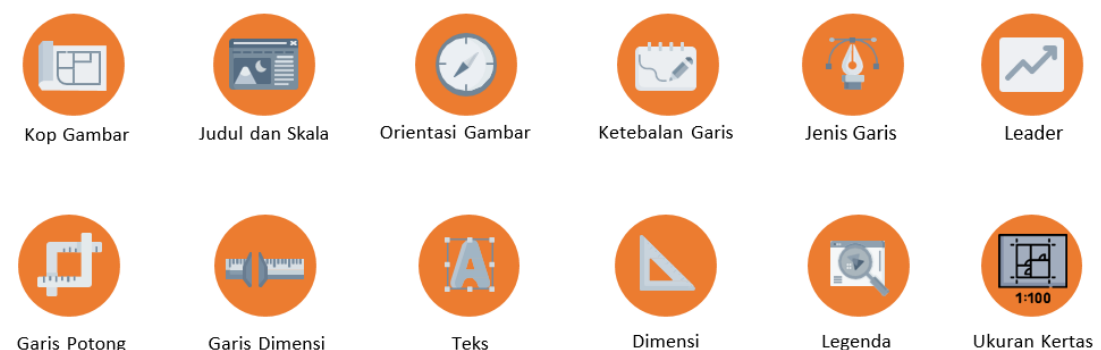 Kop Gambar
Judul dan Skala
Orientasi Gambar
Ketebalan Garis
Jenis Garis
Leader
1:100
Garis Potong
Garis Dimensi
Teks
Dimensi
Legenda
Ukuran Kertas